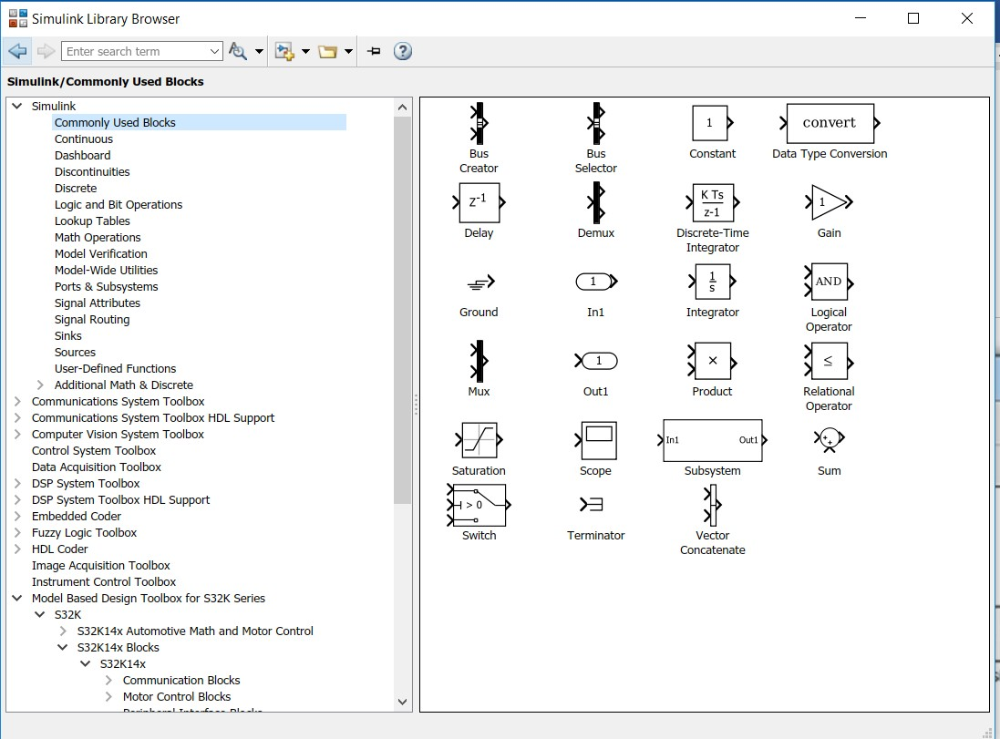 Simulink Library Browser
Enter search term
Simulink/Commonly Used Blocks
Simulink
Commonly Used Blocks
Continuous
Dashboard
Discontinuities
Discrete
Logic and Bit Operations
Lookup Tables
Math Operations
Model Verification
Model-Wide Utilities
Ports & Subsystems
Signal Attributes
Signal Routing
Sinks
Sources
User-Defined Functions
Additional Math & Discrete
Communications System Toolbox
Communications System Toolbox HDL Support
Computer Vision System Toolbox
Control System Toolbox
Data Acquisition Toolbox
DSP System Toolbox
DSP System Toolbox HDL Support
Embedded Coder
Fuzzy Logic Toolbox
HDL Coder
Image Acquisition Toolbox
Instrument Control Toolbox
Model Based Design Toolbox for S32K Series
S32K
S32K14x Automotive Math and Motor Control
S32K14x Blocks
S32K14x
Communication Blocks
Motor Control Blocks
Peripheral Interface Blocks
Bus
Creator
Bus
Selector
1
Constant
convert
Data Type Conversion
Z-1
Delay
Demux
K Ts
z-1
Discrete-Time
Integrator
1
Gain
Ground
1
In1
1
s
Integrator
AND
Logical
Operator
Mux
1
Out1
×
Product
≤
Relational
Operator
Saturation
Scope
In1 Out1
Subsystem
+
+
Sum
> 0
Switch
Terminator
Vector
Concatenate